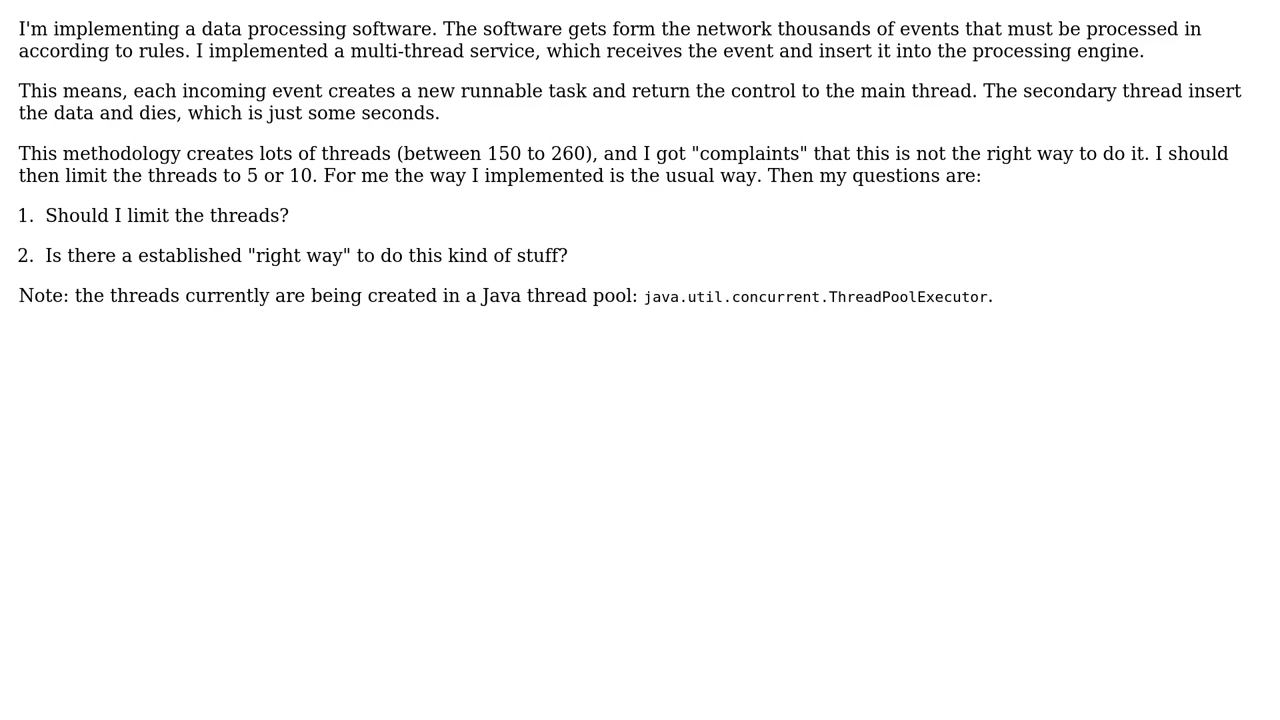 I'm implementing a data processing software. The software gets form the network thousands of events that must be processed in
according to rules. I implemented a multi-thread service, which receives the event and insert it into the processing engine.
This means, each incoming event creates a new runnable task and return the control to the main thread. The secondary thread insert
the data and dies, which is just some seconds.
This methodology creates lots of threads (between 150 to 260), and I got "complaints" that this is not the right way to do it. I should
then limit the threads to 5 or 10. For me the way I implemented is the usual way. Then my questions are:
1. Should I limit the threads?
2. Is there a established "right way" to do this kind of stuff?
Note: the threads currently are being created in a Java thread pool: java.util.concurrent.ThreadPoolExecutor.